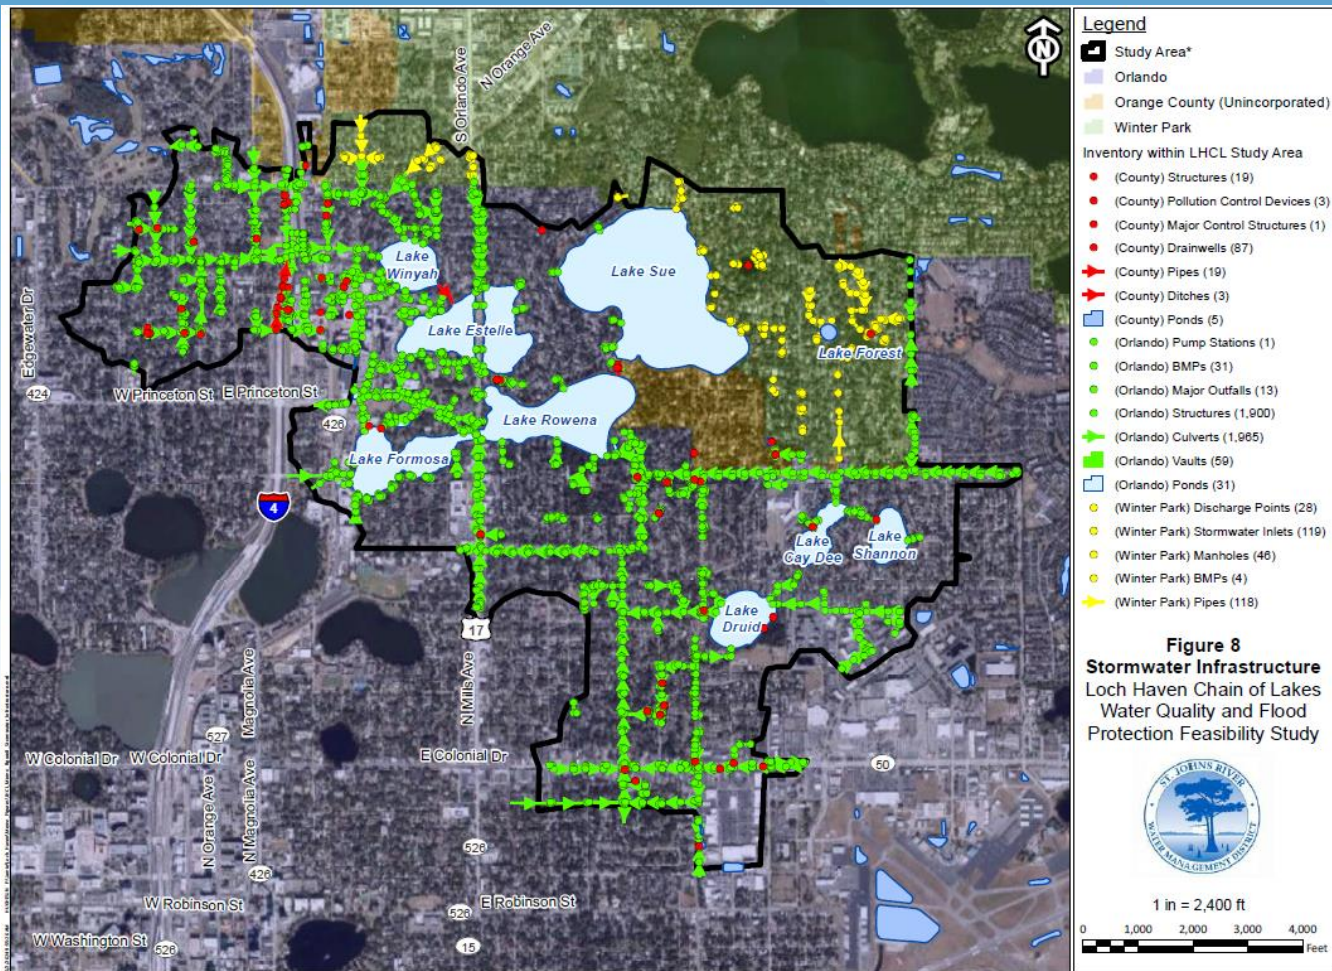 N Orange Ave
S Orlando Ave
Lake
Winyah
Lake Sue
Lake Estelle
Lake Forest
Edgewater Dr
424
W Princeton St
E Princeton St
426
Lake Rowena
Lake Formosa
4
Lake
Cay Dee
Lake
Shannon
Lake
Druid
17
N Mills Ave
Magnolia Ave
527
W Colonial Dr
W Colonial Dr
E Colonial Dr
50
N Orange Ave
N Magnolia Ave
426
526
W Robinson St
E Robinson St
526
W Washington St
526
15
N
Legend
Study Area*
Orlando
Orange County (Unincorporated)
Winter Park
Inventory within LHCL Study Area
(County) Structures (19)
(County) Pollution Control Devices (3)
(County) Major Control Structures (1)
(County) Drainwells (87)
(County) Pipes (19)
(County) Ditches (3)
(County) Ponds (5)
(Orlando) Pump Stations (1)
(Orlando) BMPs (31)
(Orlando) Major Outfalls (13)
(Orlando) Structures (1,900)
(Orlando) Culverts (1,965)
(Orlando) Vaults (59)
(Orlando) Ponds (31)
(Winter Park) Discharge Points (28)
(Winter Park) Stormwater Inlets (119)
(Winter Park) Manholes (46)
(Winter Park) BMPs (4)
(Winter Park) Pipes (118)
Figure 8
Stormwater Infrastructure
Loch Haven Chain of Lakes
Water Quality and Flood
Protection Feasibility Study
ST. JOHNS RIVER
WATER MANAGEMENT DISTRICT
1 in = 2,400 ft
0 1,000 2,000 3,000 4,000
Feet